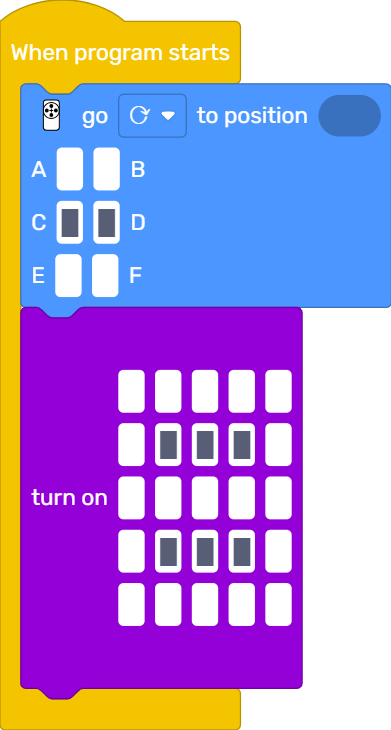 When program starts
go to position
A B
C D
E F
turn on